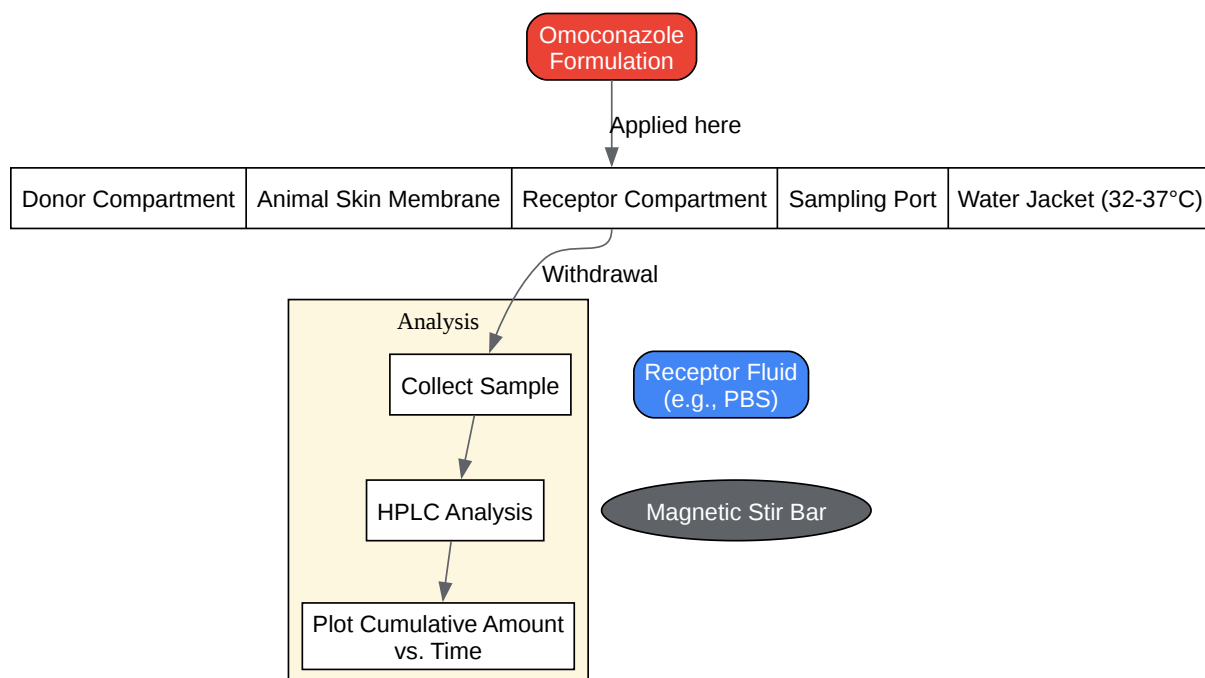 Omoconazole
Formulation
Applied here
Donor Compartment
Animal Skin Membrane
Receptor Compartment
Sampling Port
Water Jacket (32-37°C)
Withdrawal
Analysis
Collect Sample
Receptor Fluid
(e.g., PBS)
HPLC Analysis
Magnetic Stir Bar
Plot Cumulative Amount
vs. Time